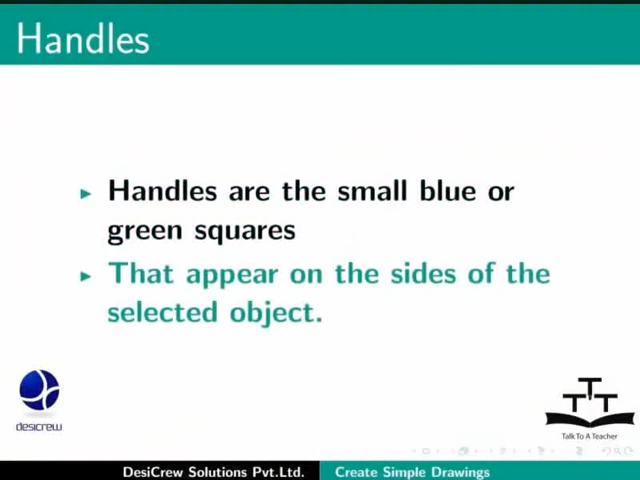 Handles
Handles are the small blue or
green squares
That appear on the sides of the
selected object.
desicrew
T T T
Talk To A Teacher
DesiCrew Solutions Pvt.Ltd. Create Simple Drawings